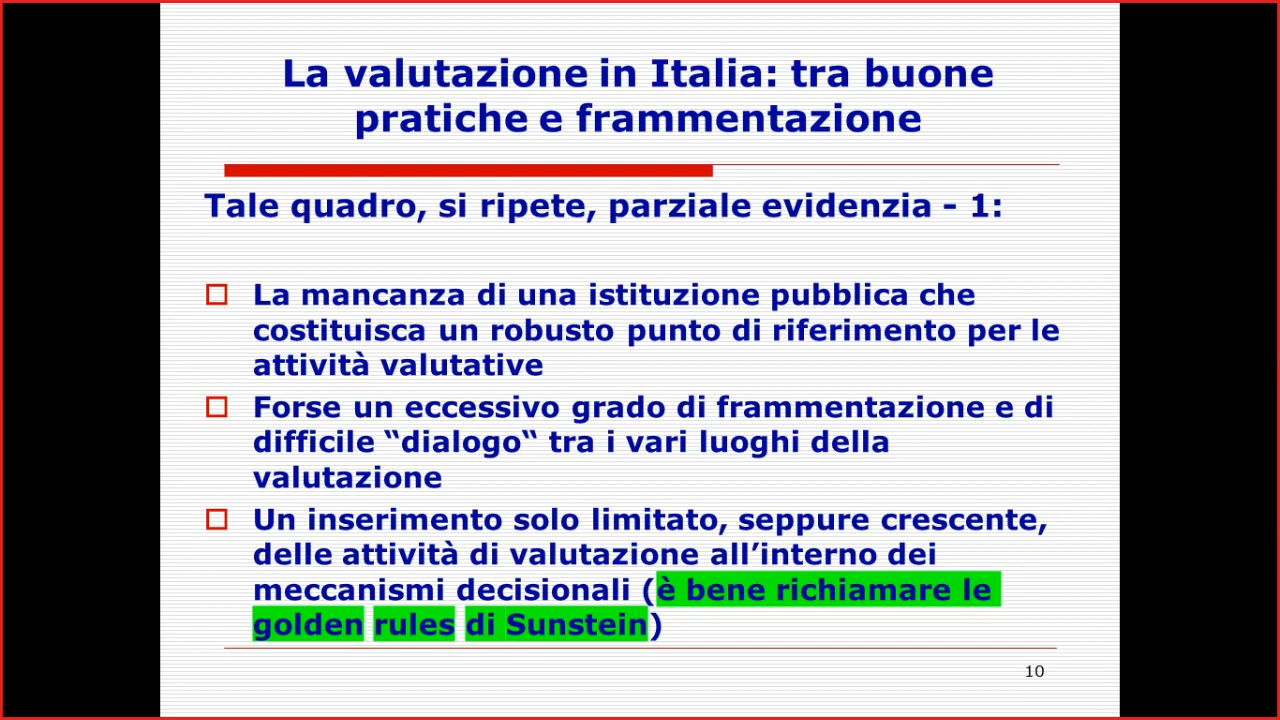 La valutazione in Italia: tra buone
pratiche e frammentazione
Tale quadro, si ripete, parziale evidenzia - 1:
La mancanza di una istituzione pubblica che
costituisca un robusto punto di riferimento per le
attività valutative
Forse un eccessivo grado di frammentazione e di
difficile “dialogo“ tra i vari luoghi della
valutazione
Un inserimento solo limitato, seppure crescente,
delle attività di valutazione all’interno dei
meccanismi decisionali (è bene richiamare le
golden rules di Sunstein)
10